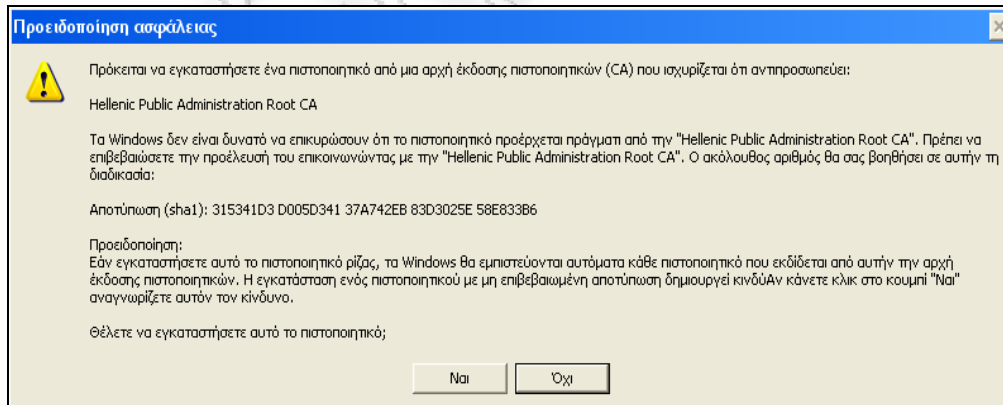 Προειδοποίηση ασφάλειας
Πρόκειται να εγκαταστήσετε ένα πιστοποιητικό από μια αρχή έκδοσης πιστοποιητικών (CA) που ισχυρίζεται ότι αντιπροσωπεύει:
Hellenic Public Administration Root CA
Τα Windows δεν είναι δυνατό να επικυρώσουν ότι το πιστοποιητικό προέρχεται πράγματι από την "Hellenic Public Administration Root CA". Πρέπει να
επιβεβαιώσετε την προέλευσή του επικοινωνώντας με την "Hellenic Public Administration Root CA". Ο ακόλουθος αριθμός θα σας βοηθήσει σε αυτήν τη
διαδικασία:
Αποτύπωση (sha1): 315341D3 D005D341 37A742EB 83D3025E 58E833B6
Προειδοποίηση:
Εάν εγκαταστήσετε αυτό το πιστοποιητικό ρίζας, τα Windows θα εμπιστεύονται αυτόματα κάθε πιστοποιητικό που εκδίδεται από αυτήν την αρχή
έκδοσης πιστοποιητικών. Η εγκατάσταση ενός πιστοποιητικού με μη επιβεβαιωμένη αποτύπωση δημιουργεί κινδύΑν κάνετε κλικ στο κουμπί "Ναι"
αναγνωρίζετε αυτόν τον κίνδυνο.
Θέλετε να εγκαταστήσετε αυτό το πιστοποιητικό;
Ναι
Όχι